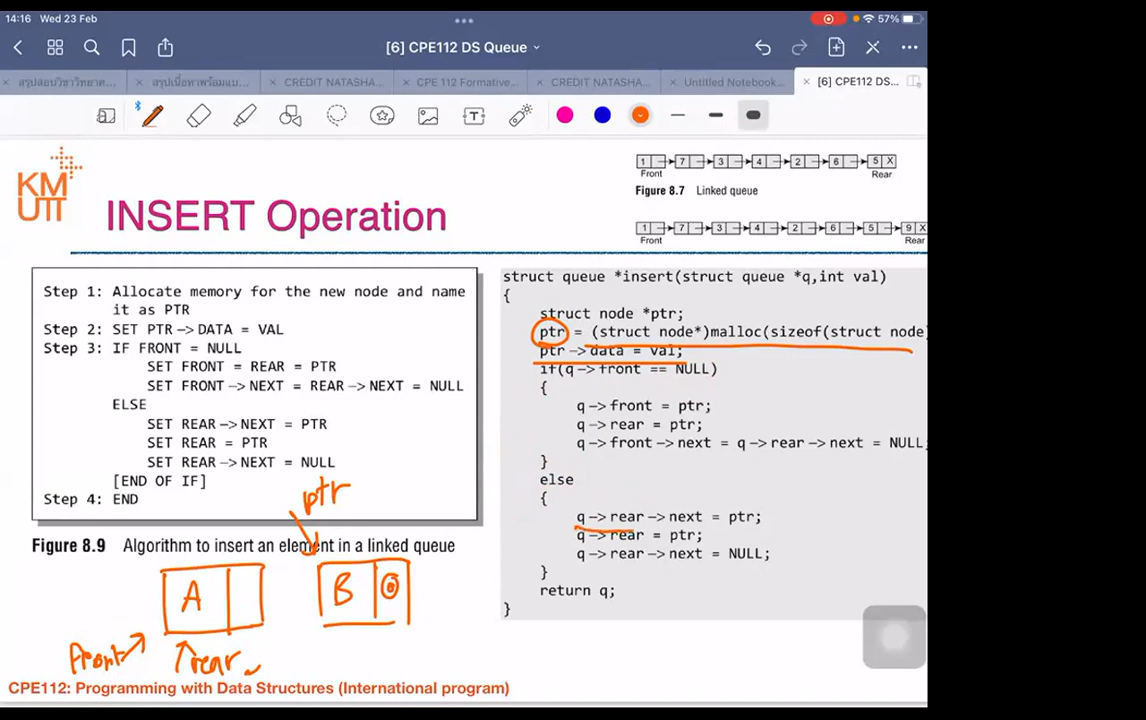 14:16 Wed 23 Feb
57%
[6] CPE112 DS Queue
สรุปสอบวิชาวิทยาศ...
สรุปเนื้อหาพร้อมแบ...
CREDIT NATASHA...
CPE 112 Formative...
CREDIT NATASHA...
Untitled Notebook...
[6] CPE112 DS...
KM
UTT
INSERT Operation
1 7 3 4 2 6 5 X
Front Rear
Figure 8.7 Linked queue
1 7 3 4 2 6 5 9 X
Front Rear
Step 1: Allocate memory for the new node and name
it as PTR
Step 2: SET PTR->DATA = VAL
Step 3: IF FRONT = NULL
SET FRONT = REAR = PTR
SET FRONT->NEXT = REAR->NEXT = NULL
ELSE
SET REAR->NEXT = PTR
SET REAR = PTR
SET REAR->NEXT = NULL
[END OF IF]
Step 4: END
Figure 8.9 Algorithm to insert an element in a linked queue
struct queue *insert(struct queue *q,int val)
{
struct node *ptr;
ptr = (struct node*)malloc(sizeof(struct node)
ptr->data = val;
if(q->front == NULL)
{
q->front = ptr;
q->rear = ptr;
q->front->next = q->rear->next = NULL;
}
else
{
q->rear->next = ptr;
q->rear = ptr;
q->rear->next = NULL;
}
return q;
}
ptr
A
B
front
rear
CPE112: Programming with Data Structures (International program)